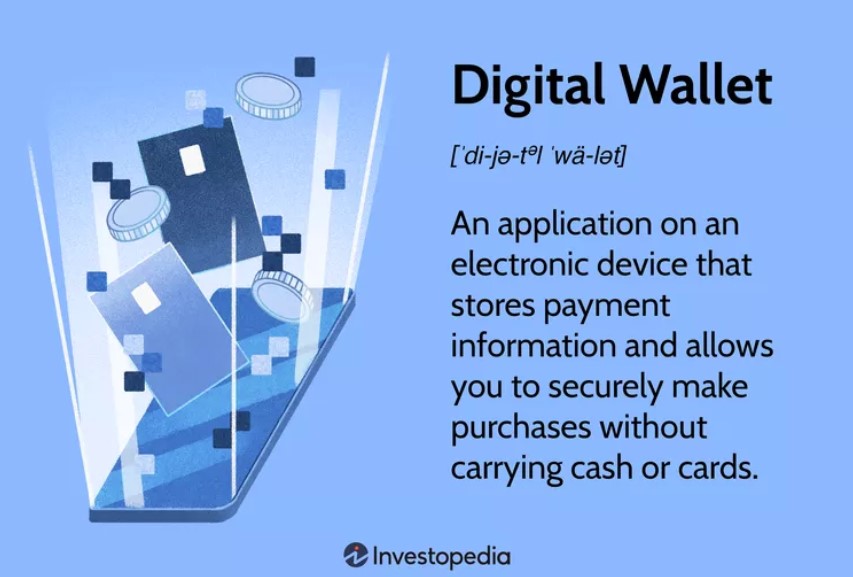 Digital Wallet
[ˈdi-jə-tᵊl ˈwä-lət]
An application on an
electronic device that
stores payment
information and allows
you to securely make
purchases without
carrying cash or cards.
Investopedia